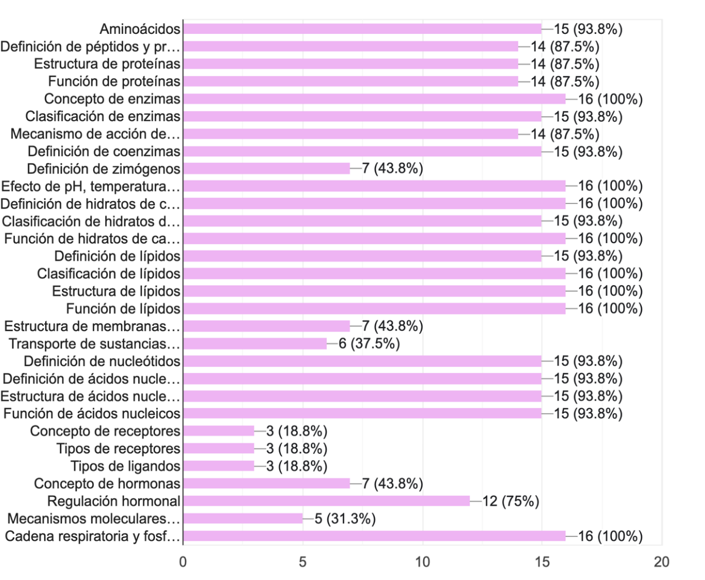 Aminoácidos 15 (93.8%)
Definición de péptidos y pr… 14 (87.5%)
Estructura de proteínas 14 (87.5%)
Función de proteínas 14 (87.5%)
Concepto de enzimas 16 (100%)
Clasificación de enzimas 15 (93.8%)
Mecanismo de acción de… 14 (87.5%)
Definición de coenzimas 15 (93.8%)
Definición de zimógenos 7 (43.8%)
Efecto de pH, temperatura… 16 (100%)
Definición de hidratos de c… 16 (100%)
Clasificación de hidratos d… 15 (93.8%)
Función de hidratos de ca… 16 (100%)
Definición de lípidos 15 (93.8%)
Clasificación de lípidos 16 (100%)
Estructura de lípidos 16 (100%)
Función de lípidos 16 (100%)
Estructura de membranas… 7 (43.8%)
Transporte de sustancias… 6 (37.5%)
Definición de nucleótidos 15 (93.8%)
Definición de ácidos nucle… 15 (93.8%)
Estructura de ácidos nucle… 15 (93.8%)
Función de ácidos nucleicos 15 (93.8%)
Concepto de receptores 3 (18.8%)
Tipos de receptores 3 (18.8%)
Tipos de ligandos 3 (18.8%)
Concepto de hormonas 7 (43.8%)
Regulación hormonal 12 (75%)
Mecanismos moleculares… 5 (31.3%)
Cadena respiratoria y fosf… 16 (100%)
0 5 10 15 20